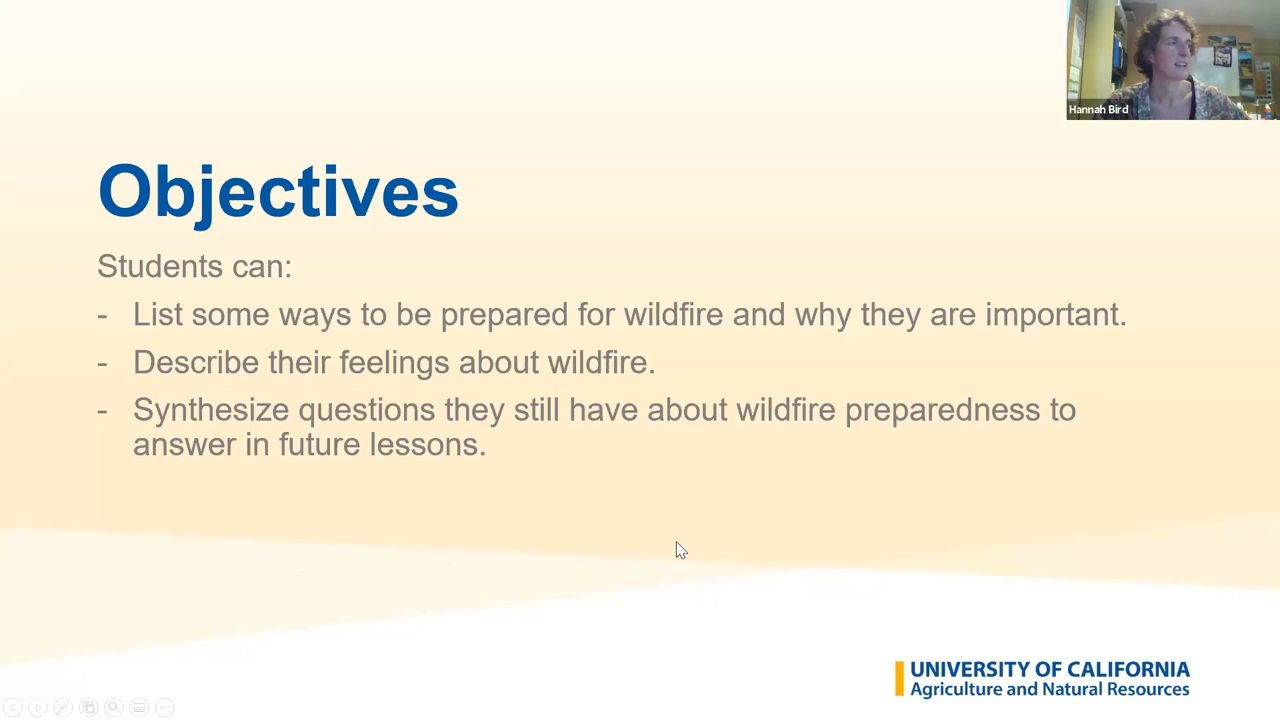 Hannah Bird
Objectives
Students can:
- List some ways to be prepared for wildfire and why they are important.
- Describe their feelings about wildfire.
- Synthesize questions they still have about wildfire preparedness to
answer in future lessons.
UNIVERSITY OF CALIFORNIA
Agriculture and Natural Resources